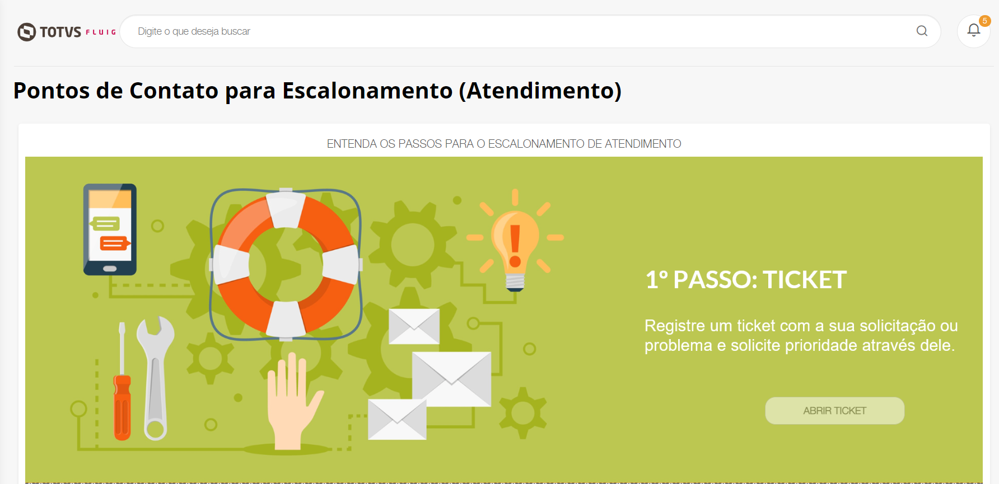 TOTVS FLUIG
Digite o que deseja buscar
5
Pontos de Contato para Escalonamento (Atendimento)
ENTENDA OS PASSOS PARA O ESCALONAMENTO DE ATENDIMENTO
1º PASSO: TICKET
Registre um ticket com a sua solicitação ou
problema e solicite prioridade através dele.
ABRIR TICKET